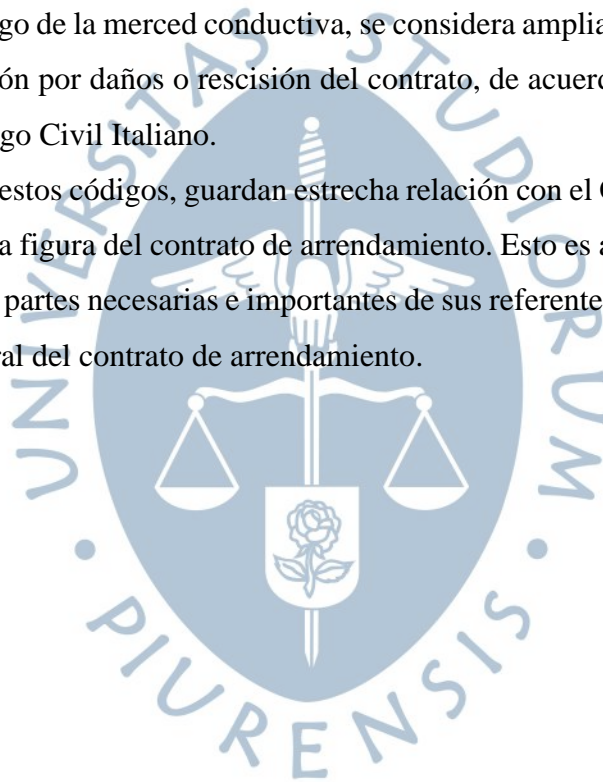 go de la merced conductiva, se considera amplia
ón por daños o rescisión del contrato, de acuerd
go Civil Italiano.
estos códigos, guardan estrecha relación con el
a figura del contrato de arrendamiento. Esto es a
partes necesarias e importantes de sus referente
ral del contrato de arrendamiento.
UNIVERSITAS STUDIORUM
PIURENSIS